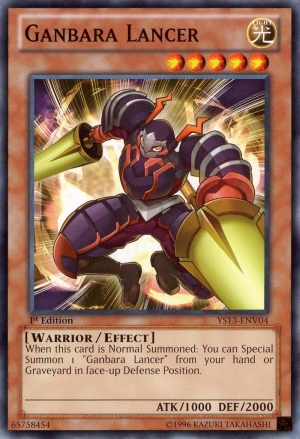 GANBARA LANCER
LIGHT
光
YS13-ENV04
1st Edition
[WARRIOR / EFFECT]
When this card is Normal Summoned: You can Special
Summon 1 "Ganbara Lancer" from your hand or
Graveyard in face-up Defense Position.
ATK/1000 DEF/2000
65758454
©1996 KAZUKI TAKAHASHI